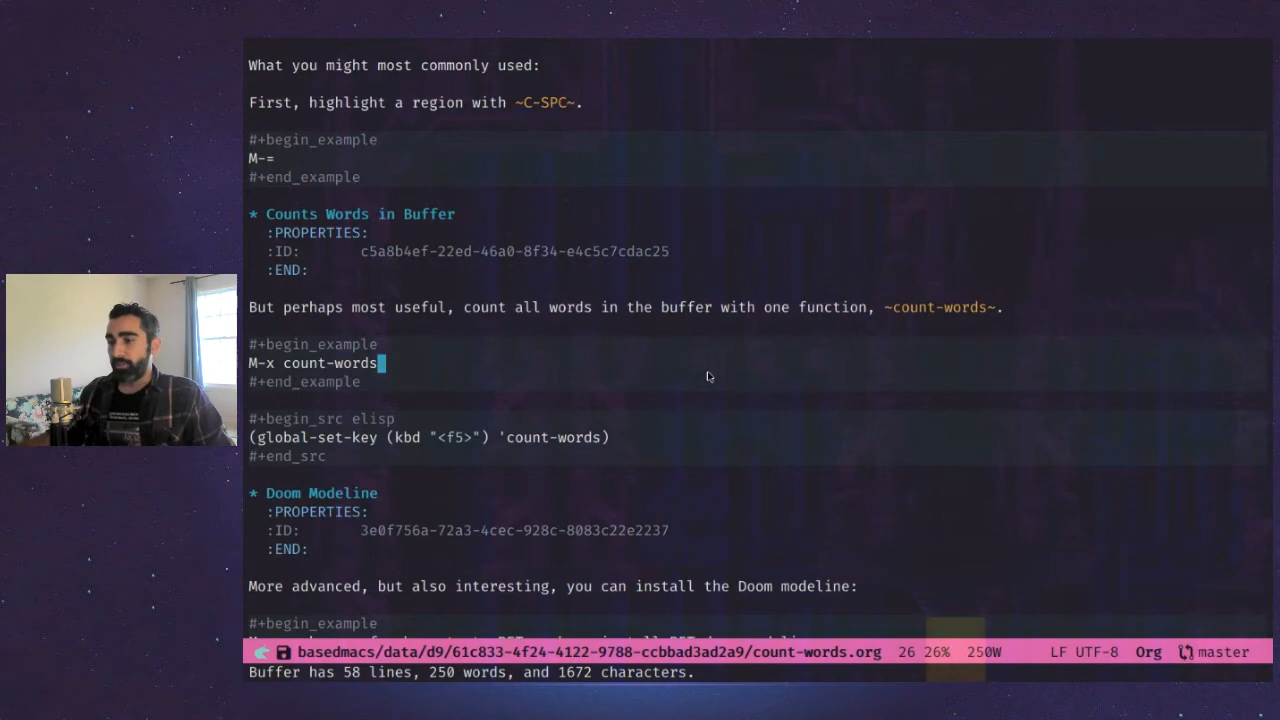 What you might most commonly used:
First, highlight a region with ~C-SPC~.
#+begin_example
M-=
#+end_example
* Counts Words in Buffer
:PROPERTIES:
:ID: c5a8b4ef-22ed-46a0-8f34-e4c5c7cdac25
:END:
But perhaps most useful, count all words in the buffer with one function, ~count-words~.
#+begin_example
M-x count-words
#+end_example
#+begin_src elisp
(global-set-key (kbd "<f5>") 'count-words)
#+end_src
* Doom Modeline
:PROPERTIES:
:ID: 3e0f756a-72a3-4cec-928c-8083c22e2237
:END:
More advanced, but also interesting, you can install the Doom modeline:
#+begin_example
basedmacs/data/d9/61c833-4f24-4122-9788-ccbbad3ad2a9/count-words.org 26 26% 250W LF UTF-8 Org master
Buffer has 58 lines, 250 words, and 1672 characters.